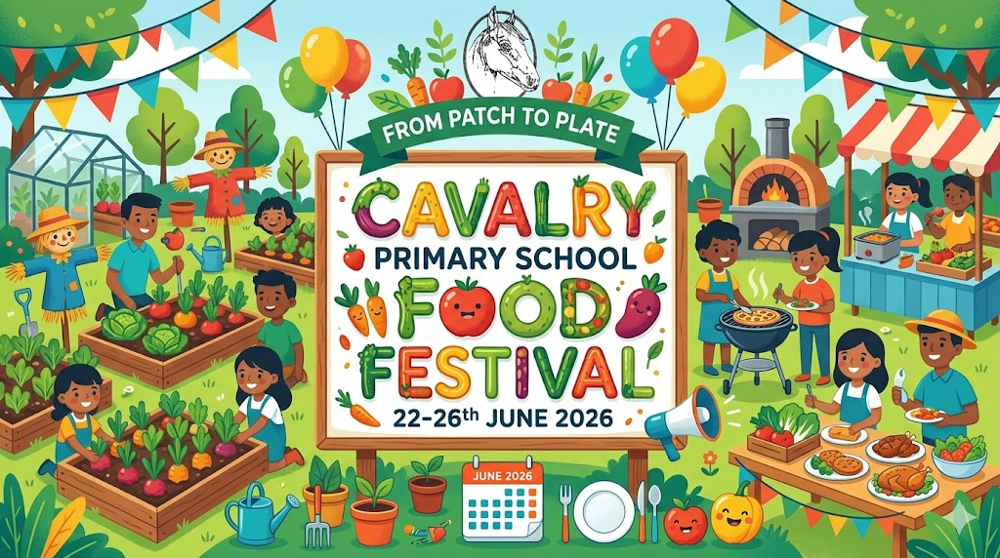 FROM PATCH TO PLATE
CAVALRY
PRIMARY SCHOOL
FOOD
FESTIVAL
22-26th JUNE 2026
JUNE 2026